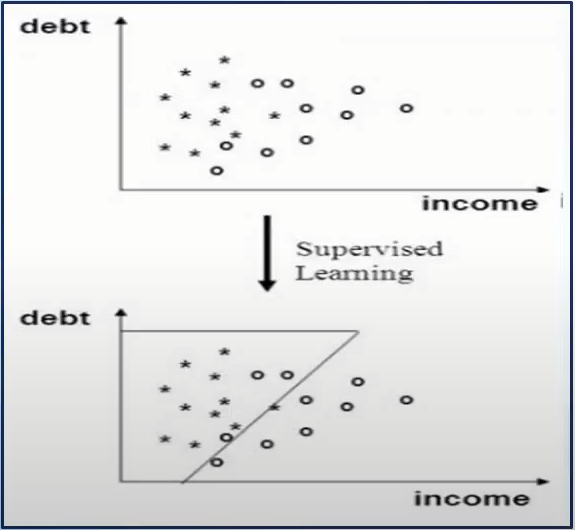 debt
income
Supervised
Learning
debt
income